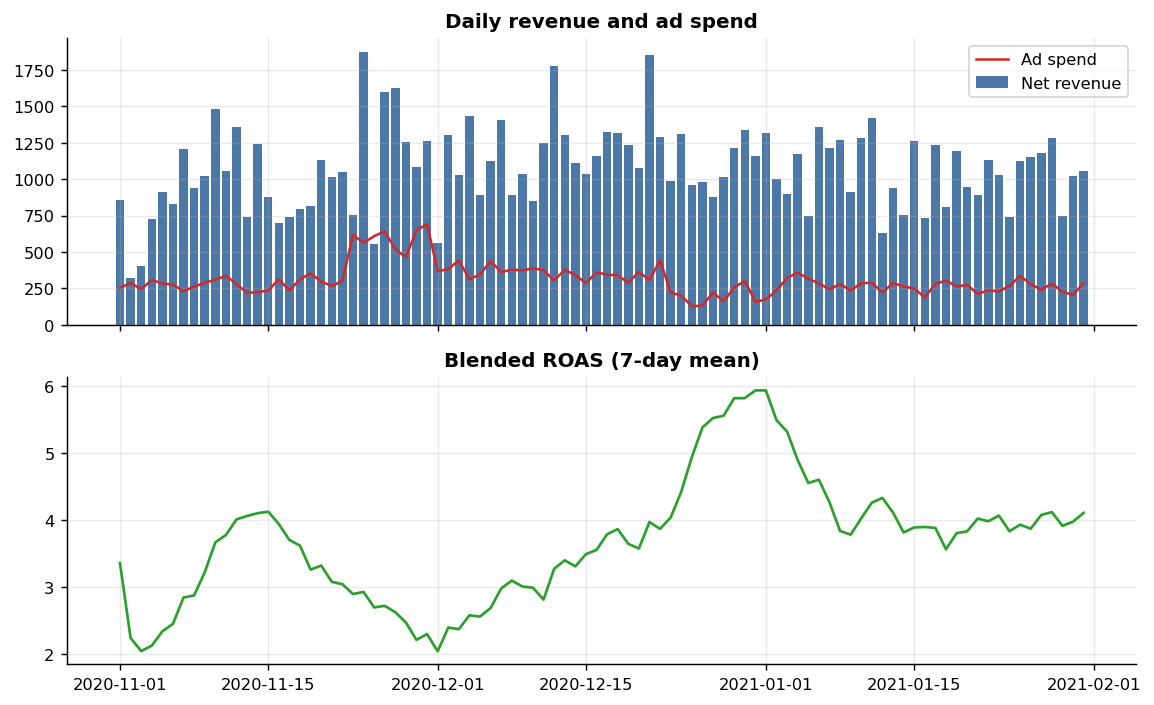 Daily revenue and ad spend
1750
1500
1250
1000
750
500
250
0
Ad spend
Net revenue
Blended ROAS (7-day mean)
6
5
4
3
2
2020-11-01 2020-11-15 2020-12-01 2020-12-15 2021-01-01 2021-01-15 2021-02-01